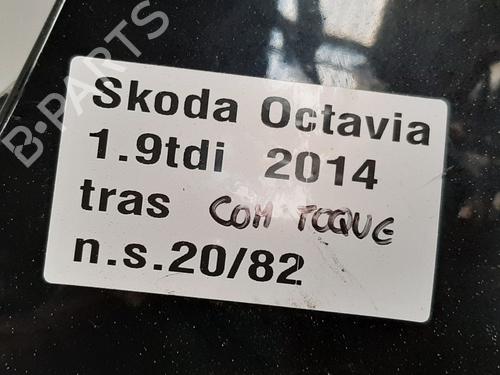 B-PARTS
Skoda Octavia
1.9tdi 2014
tras COM TOQUE
n.s.20/82